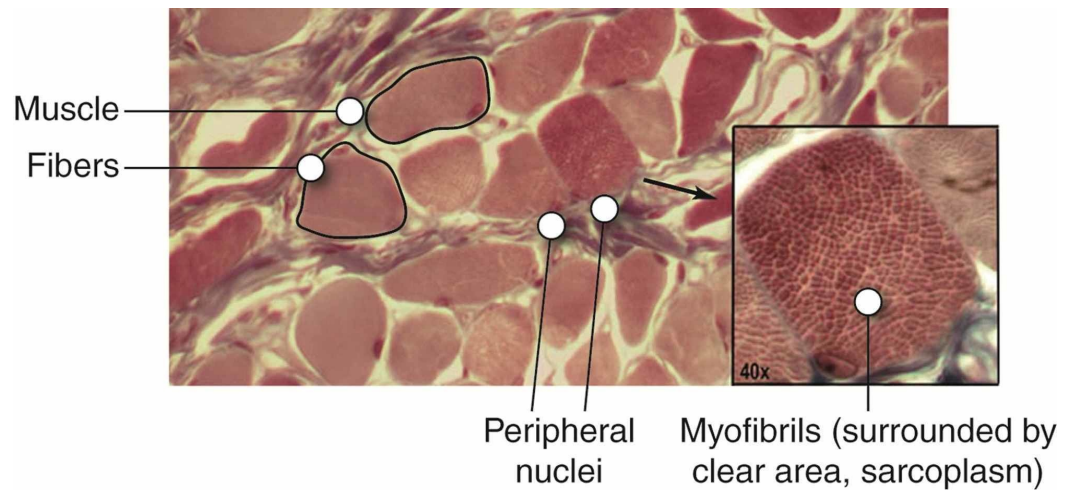 Muscle
Fibers
40x
Peripheral
nuclei
Myofibrils (surrounded by
clear area, sarcoplasm)